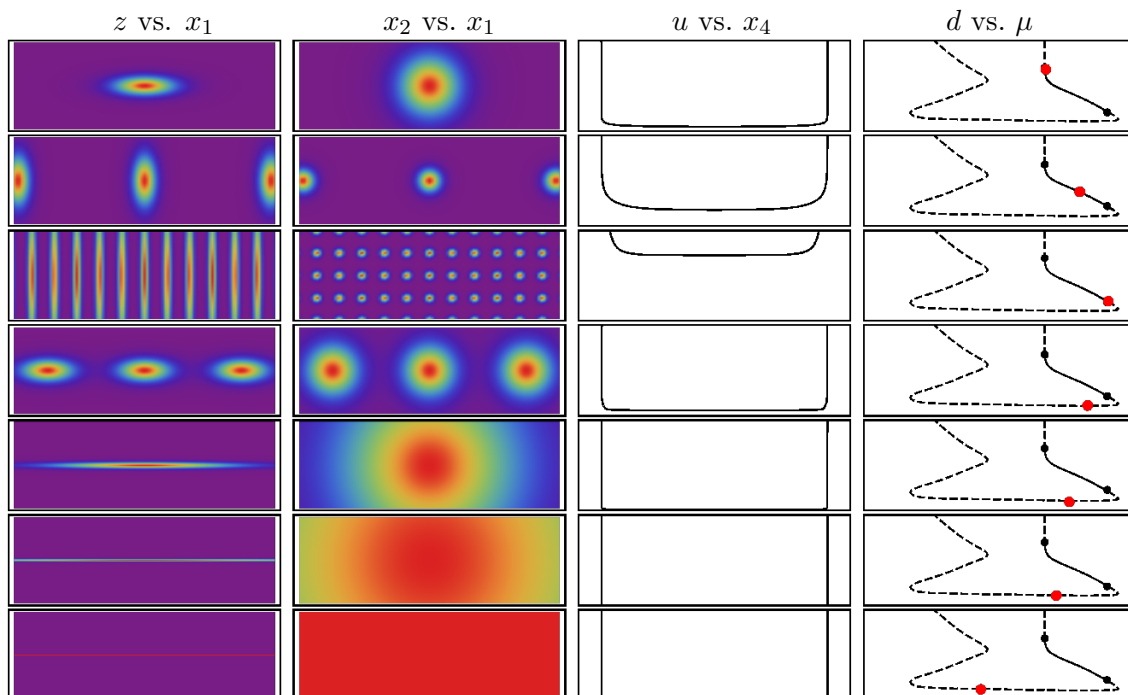 z vs. x₁ x₂ vs. x₁ u vs. x₄ d vs. μ